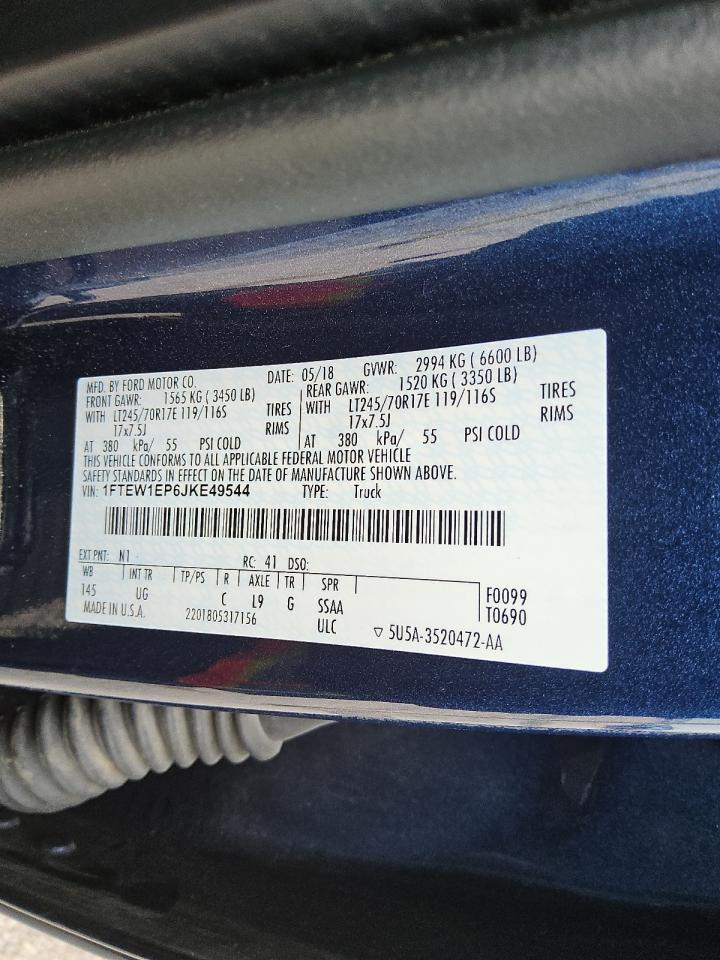 MFD. BY FORD MOTOR CO. DATE: 05/18 GVWR: 2994 KG ( 6600 LB)
FRONT GAWR: 1565 KG ( 3450 LB) REAR GAWR: 1520 KG ( 3350 LB)
WITH LT245/70R17E 119/116S TIRES WITH LT245/70R17E 119/116S TIRES
17x7.5J RIMS 17x7.5J RIMS
AT 380 kPa/ 55 PSI COLD AT 380 kPa/ 55 PSI COLD
THIS VEHICLE CONFORMS TO ALL APPLICABLE FEDERAL MOTOR VEHICLE
SAFETY STANDARDS IN EFFECT ON THE DATE OF MANUFACTURE SHOWN ABOVE.
VIN: 1FTEW1EP6JKE49544 TYPE: Truck
EXT PNT: N1 RC: 41 DSO:
WB INT TR TP/PS R AXLE TR SPR F0099
145 UG C L9 G SSAA T0690
MADE IN U.S.A. 2201805317156 ULC ▽ 5U5A-3520472-AA